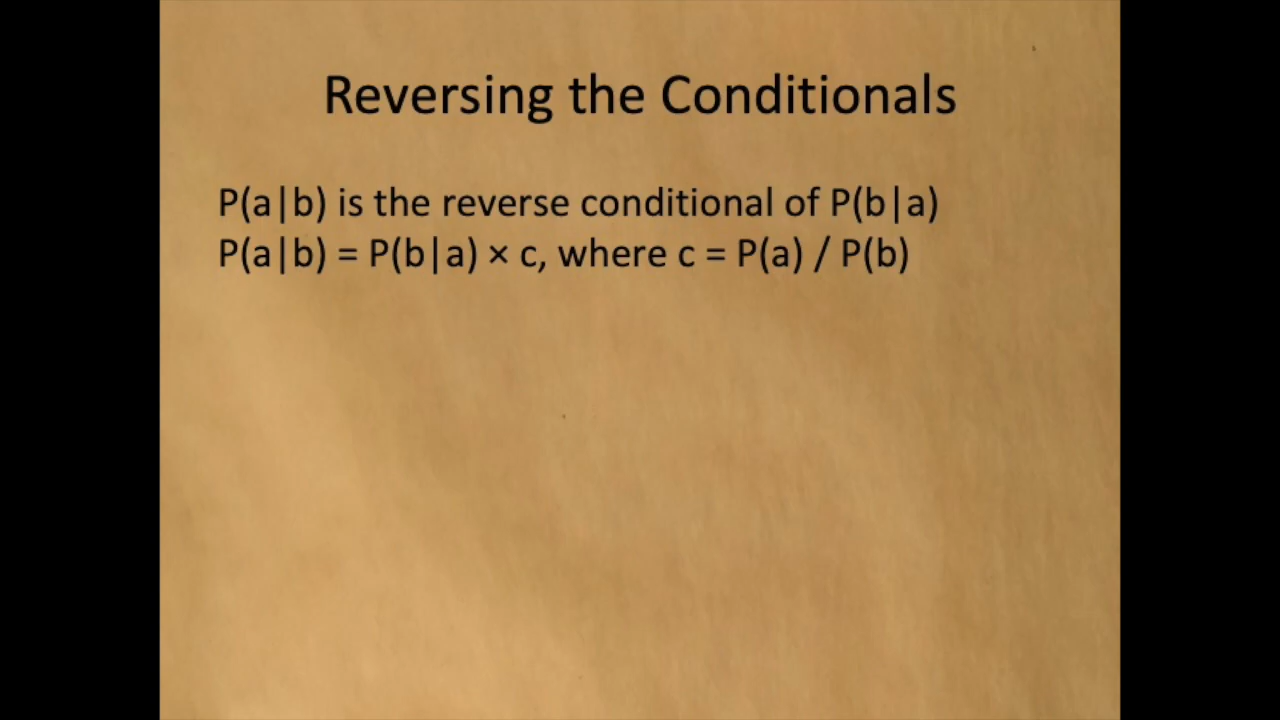 Reversing the Conditionals
P(a|b) is the reverse conditional of P(b|a)
P(a|b) = P(b|a) × c, where c = P(a) / P(b)